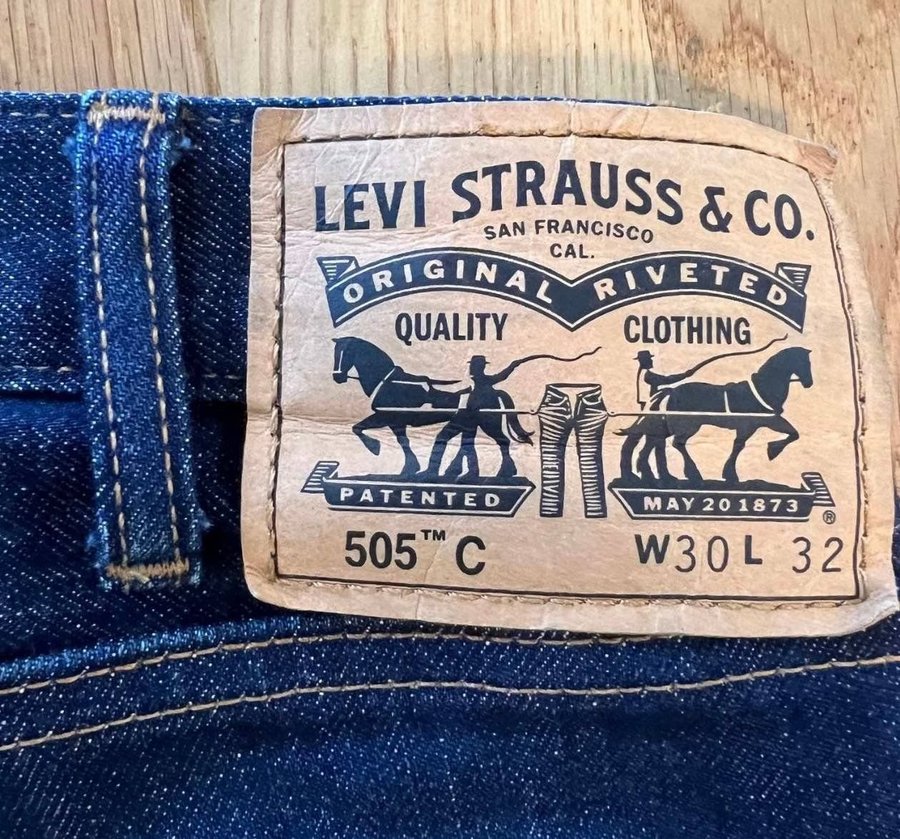 LEVI STRAUSS & CO.
SAN FRANCISCO
CAL.
ORIGINAL RIVETED
QUALITY CLOTHING
PATENTED MAY 20 1873 ®
505™ C W30 L 32